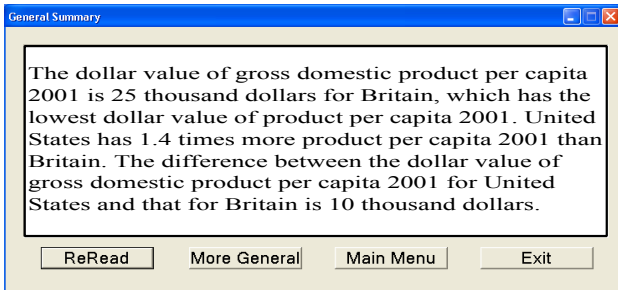 General Summary
The dollar value of gross domestic product per capita
2001 is 25 thousand dollars for Britain, which has the
lowest dollar value of product per capita 2001. United
States has 1.4 times more product per capita 2001 than
Britain. The difference between the dollar value of
gross domestic product per capita 2001 for United
States and that for Britain is 10 thousand dollars.
ReRead More General Main Menu Exit